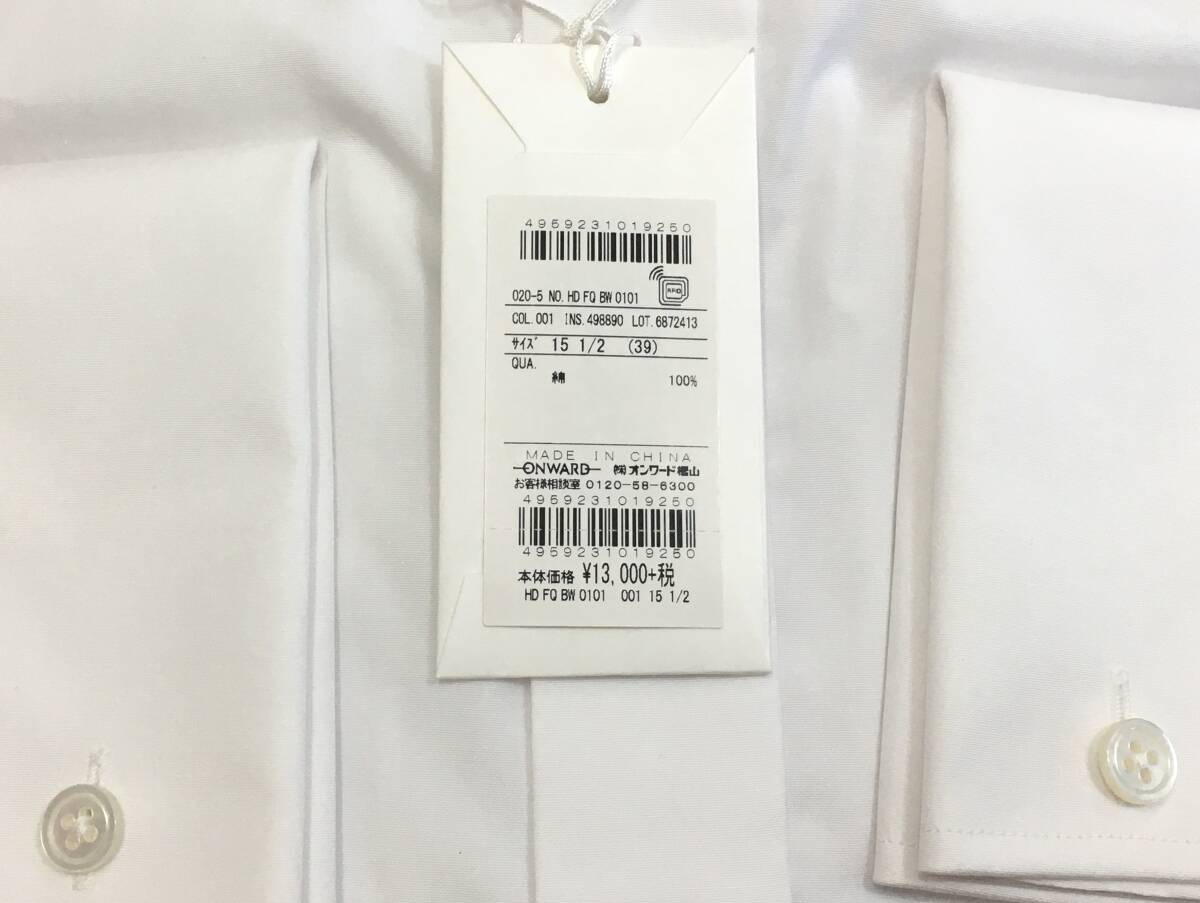 4959231019250
RFID
020-5 NO. HD FQ BW 0101
COL. 001 INS. 498890 LOT. 6872413
ｻｲｽﾞ 15 1/2 (39)
QUA.
綿 100%
MADE IN CHINA
ONWARD ㈱オンワード樫山
お客様相談室 0120-58-6300
4959231019250
4959231019250
本体価格 ¥13,000+税
HD FQ BW 0101 001 15 1/2